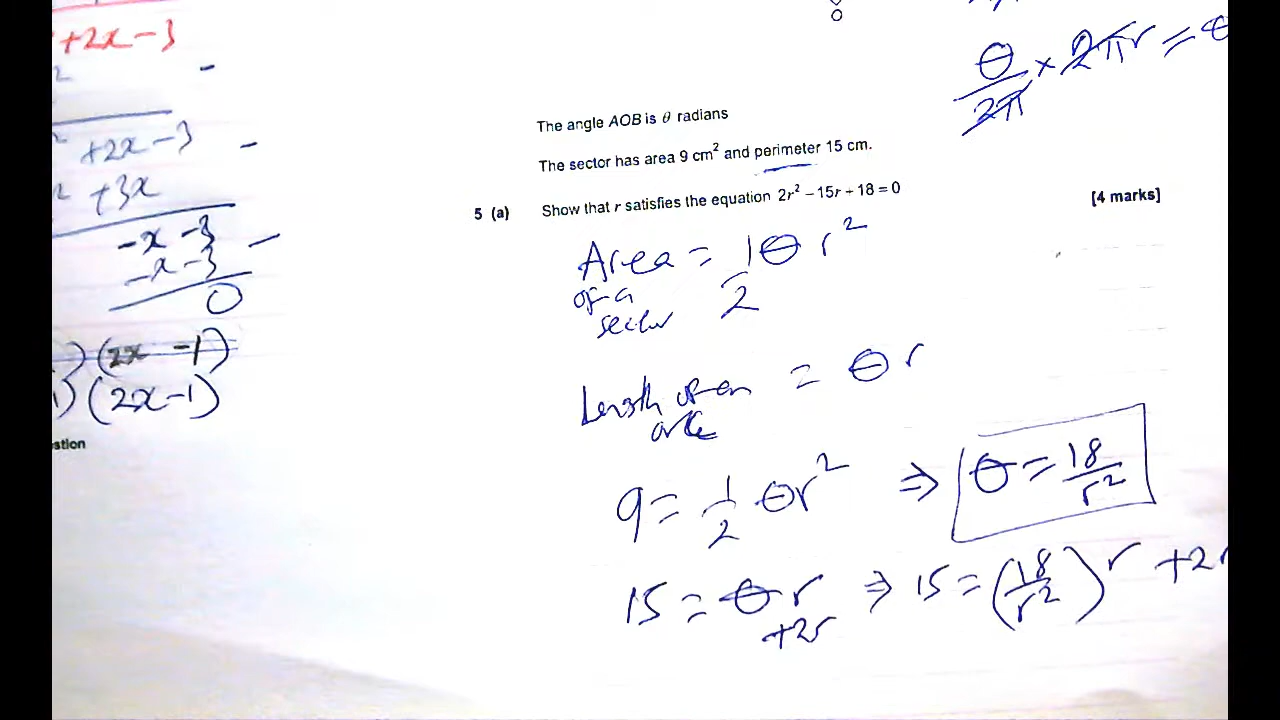 +2x-3
-
+2x-3
-
+3x
-x-3
-
-x-3
0
(2x -1)
(2x-1)
stion
O
θ/2π × 2πr = θ
The angle AOB is θ radians
The sector has area 9 cm² and perimeter 15 cm.
5 (a) Show that r satisfies the equation 2r² – 15r + 18 = 0
[4 marks]
Area = 1/2 θ r²
of a
sector
Length of an = θ r
arc
9 = 1/2 θr² ⇒ θ = 18/r²
15 = θ r + 2r ⇒ 15 = (18/r²) r + 2r